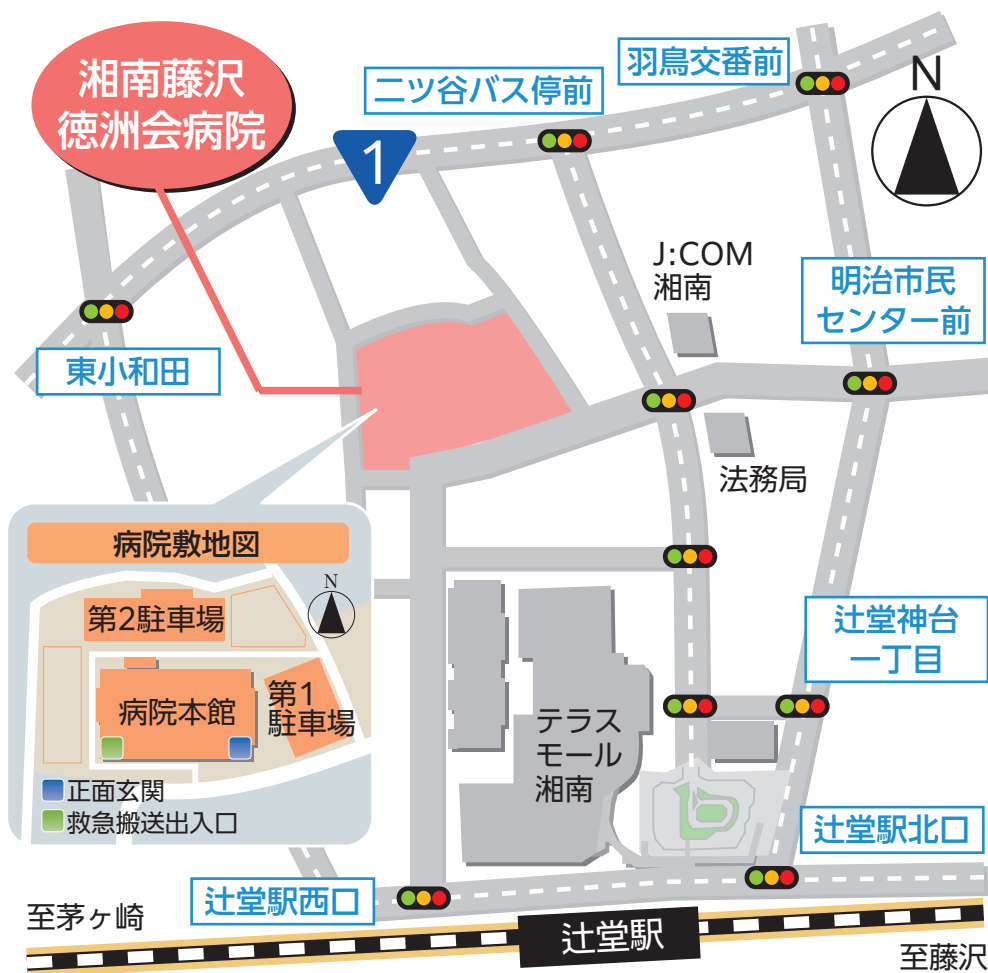 湘南藤沢
徳洲会病院
二ツ谷バス停前
羽鳥交番前
N
1
J:COM
湘南
明治市民
センター前
東小和田
法務局
病院敷地図
N
第2駐車場
病院本館
第1
駐車場
正面玄関
救急搬送出入口
テラス
モール
湘南
辻堂神台
一丁目
辻堂駅北口
辻堂駅西口
至茅ヶ崎
辻堂駅
至藤沢